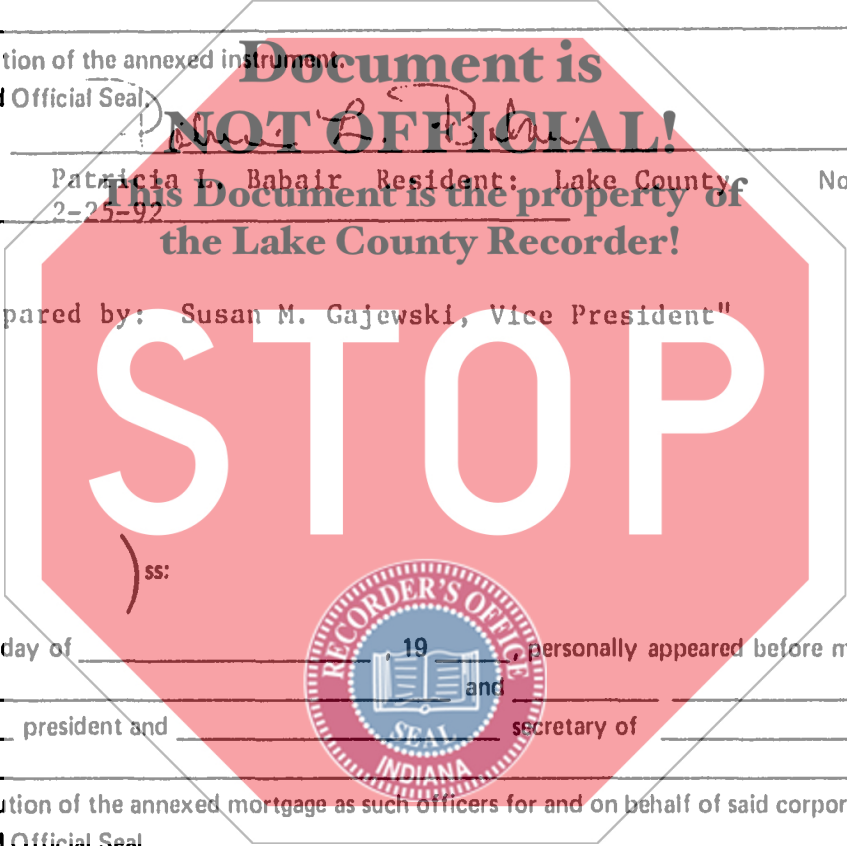 tion of the annexed instrument.
Document is
Official Seal,
NOT OFFICIAL!
Patricia L. Babair Resident: Lake County
This Document is the property of
2-25-92
the Lake County Recorder!
pared by: Susan M. Gajewski, Vice President"
STOP
ss:
RECORDER'S OFFICE
SEAL
INDIANA
day of , 19 , personally appeared before
and
president and secretary of
of the annexed mortgage as such officers for and on behalf of said
Official Seal